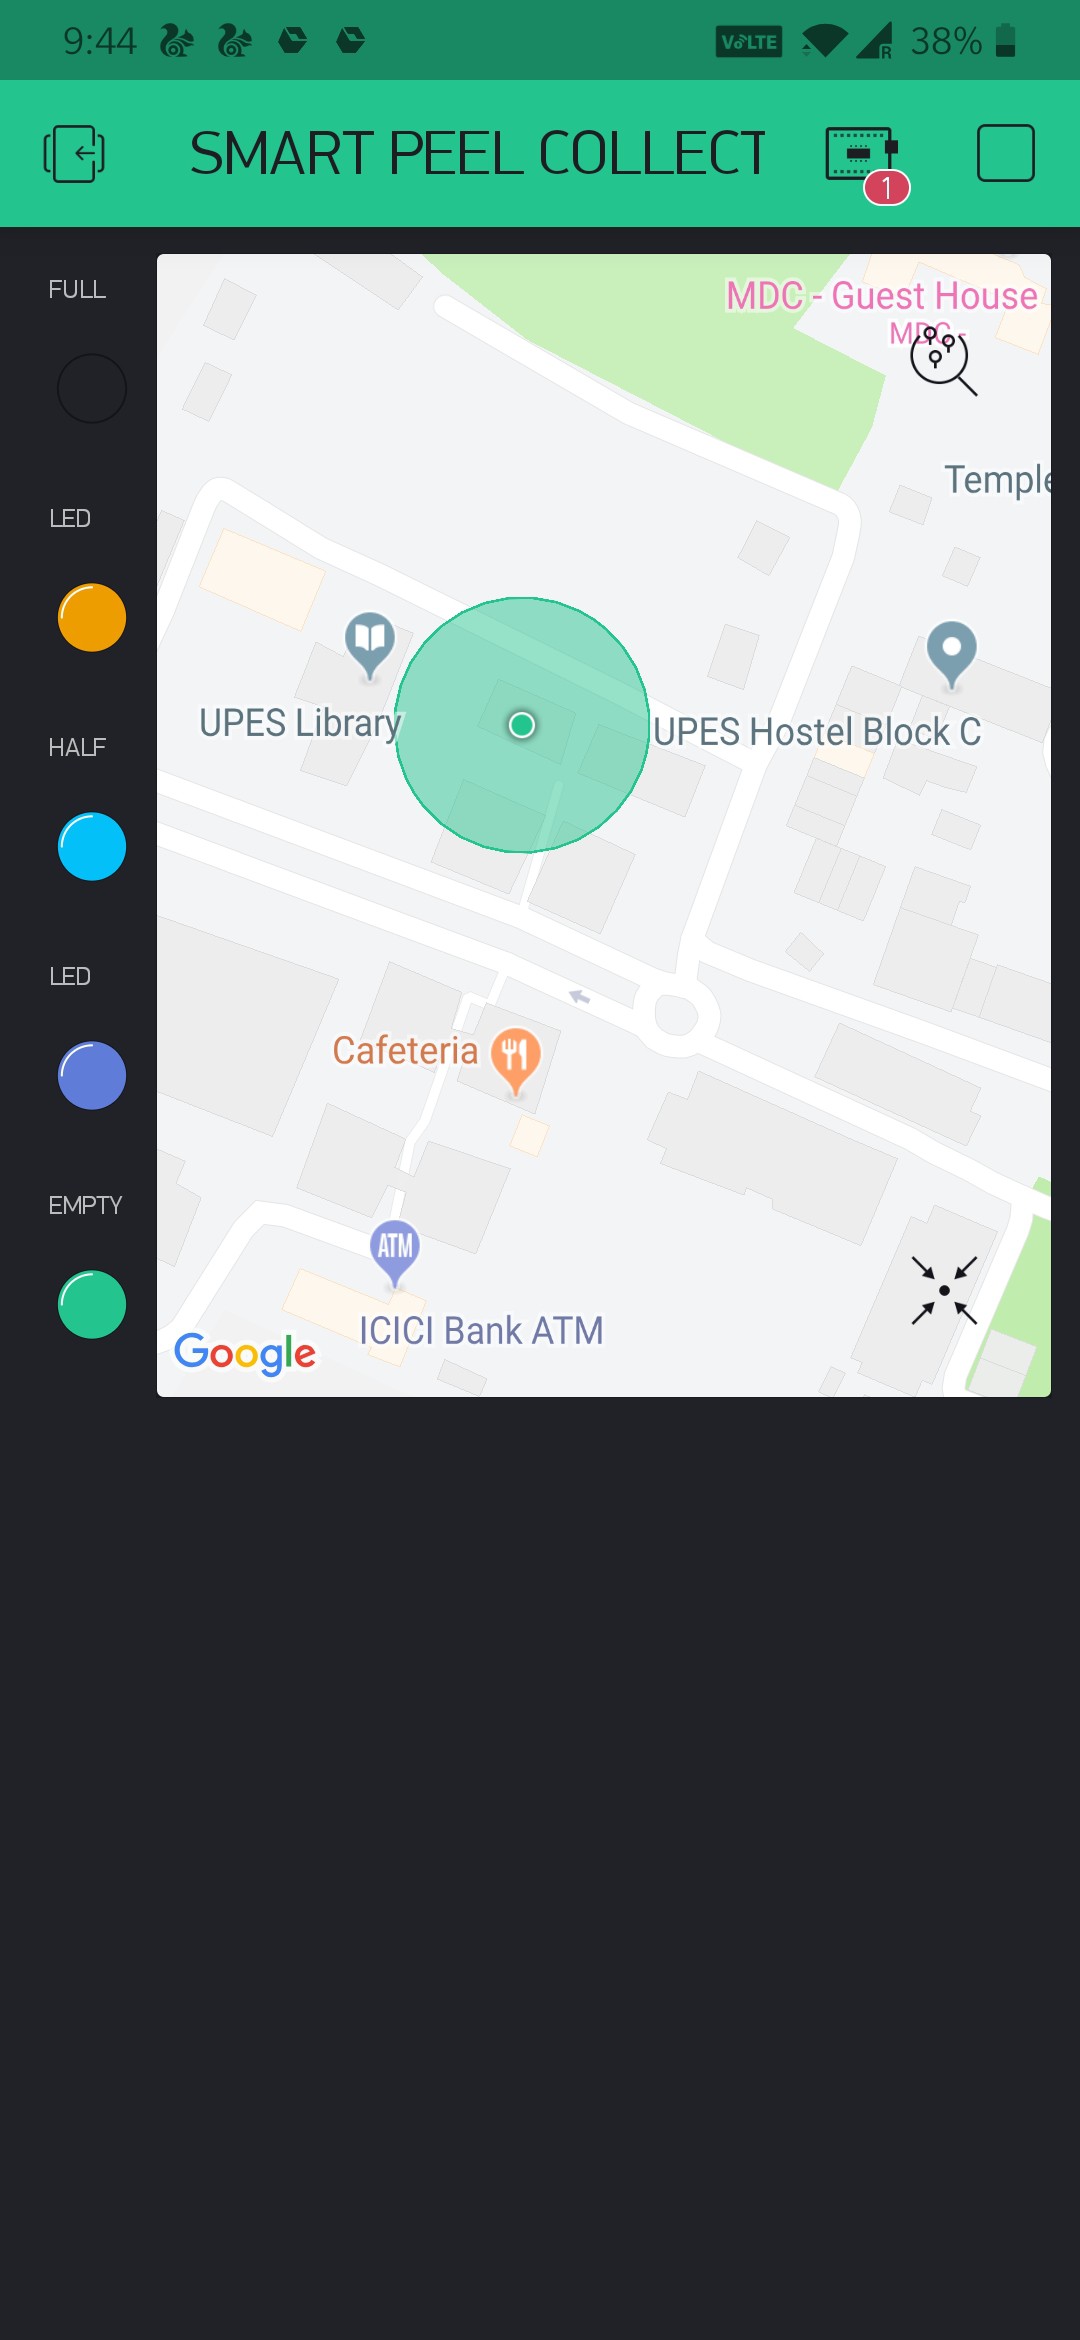 9:44
VoLTE
R
38%
SMART PEEL COLLECT
1
FULL
LED
HALF
LED
EMPTY
MDC - Guest House
MDC -
Temple
UPES Library
UPES Hostel Block C
Cafeteria
ATM
ICICI Bank ATM
Google